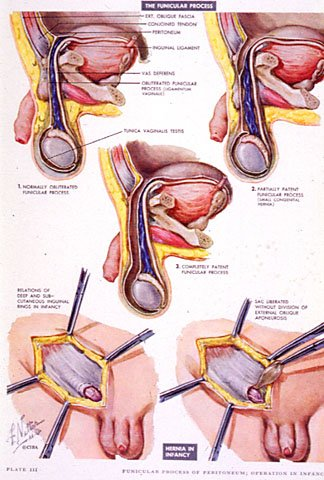 THE FUNICULAR PROCESS
EXT. OBLIQUE FASCIA
CONJOINED TENDON
PERITONEUM
INGUINAL LIGAMENT
VAS DEFERENS
OBLITERATED FUNICULAR
PROCESS (LIGAMENTUM
VAGINALE)
TUNICA VAGINALIS TESTIS
1. NORMALLY OBLITERATED
FUNICULAR PROCESS
2. PARTIALLY PATENT
FUNICULAR PROCESS
(SMALL CONGENITAL
HERNIA)
3. COMPLETELY PATENT
FUNICULAR PROCESS
RELATIONS OF
DEEP AND SUB-
CUTANEOUS INGUINAL
RINGS IN INFANCY
SAC LIBERATED
WITHOUT DIVISION OF
EXTERNAL OBLIQUE
APONEUROSIS
©CIBA
HERNIA IN
INFANCY
PLATE III
FUNICULAR PROCESS OF PERITONEUM; OPERATION IN INFANC